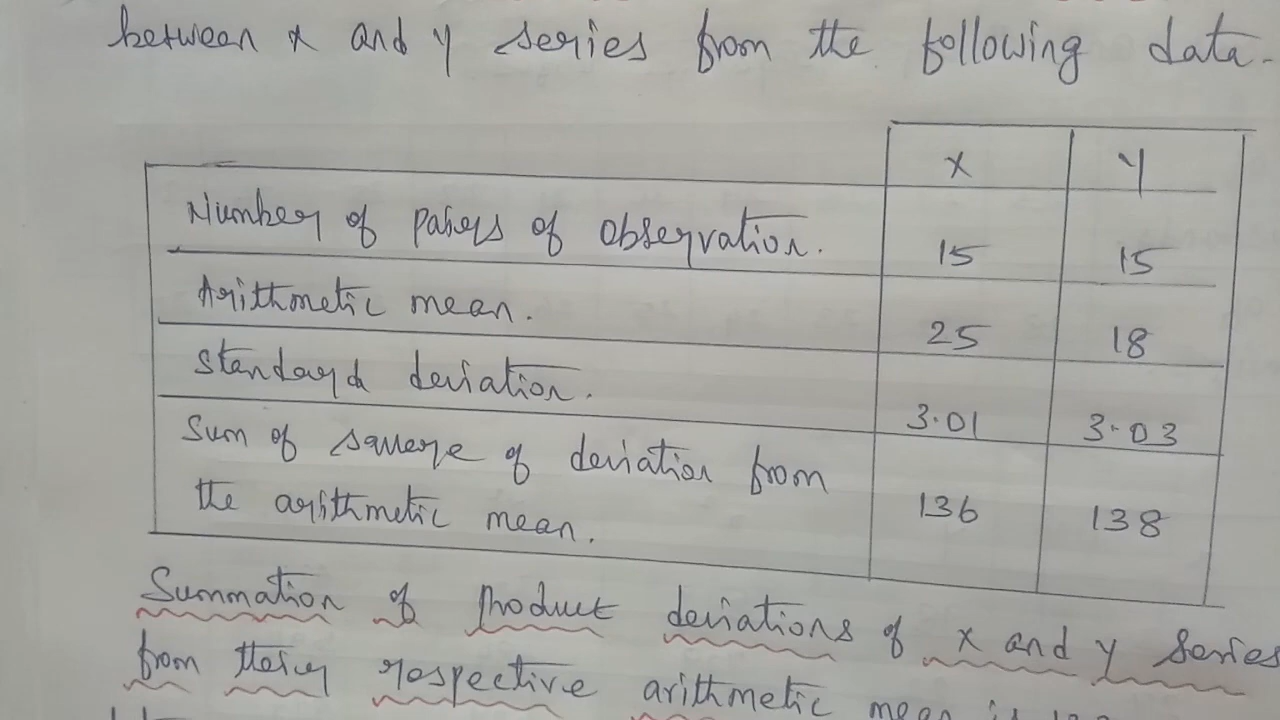 between x and y series from the following data.
x y
Number of pairs of observation. 15 15
Arithmetic mean. 25 18
Standard deviation. 3.01 3.03
Sum of square of deviation from
the arithmetic mean. 136 138
Summation of product deviations of x and y series
from their respective arithmetic mean is